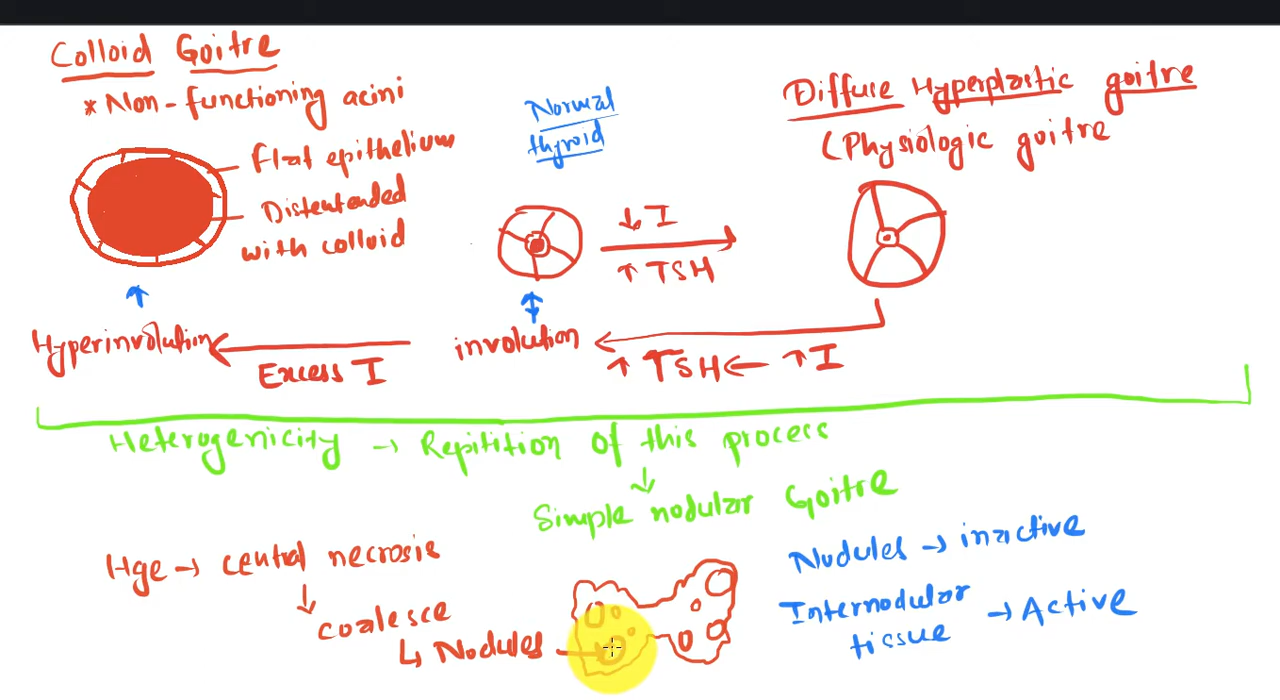 Colloid Goitre
* Non-functioning acini
Flat epithelium
Distentended
with colloid
Normal
thyroid
Diffuse Hyperplastic goitre
(Physiologic goitre
↓ I
↑ TSH
Hyperinvolution
Excess I
involution
↑ TSH ← ↑ I
Heterogenicity → Repitition of this process
↓
Simple nodular Goitre
Hge → central necrosis
↓
coalesce
↳ Nodules
Nodules → inactive
Internodular
tissue → Active